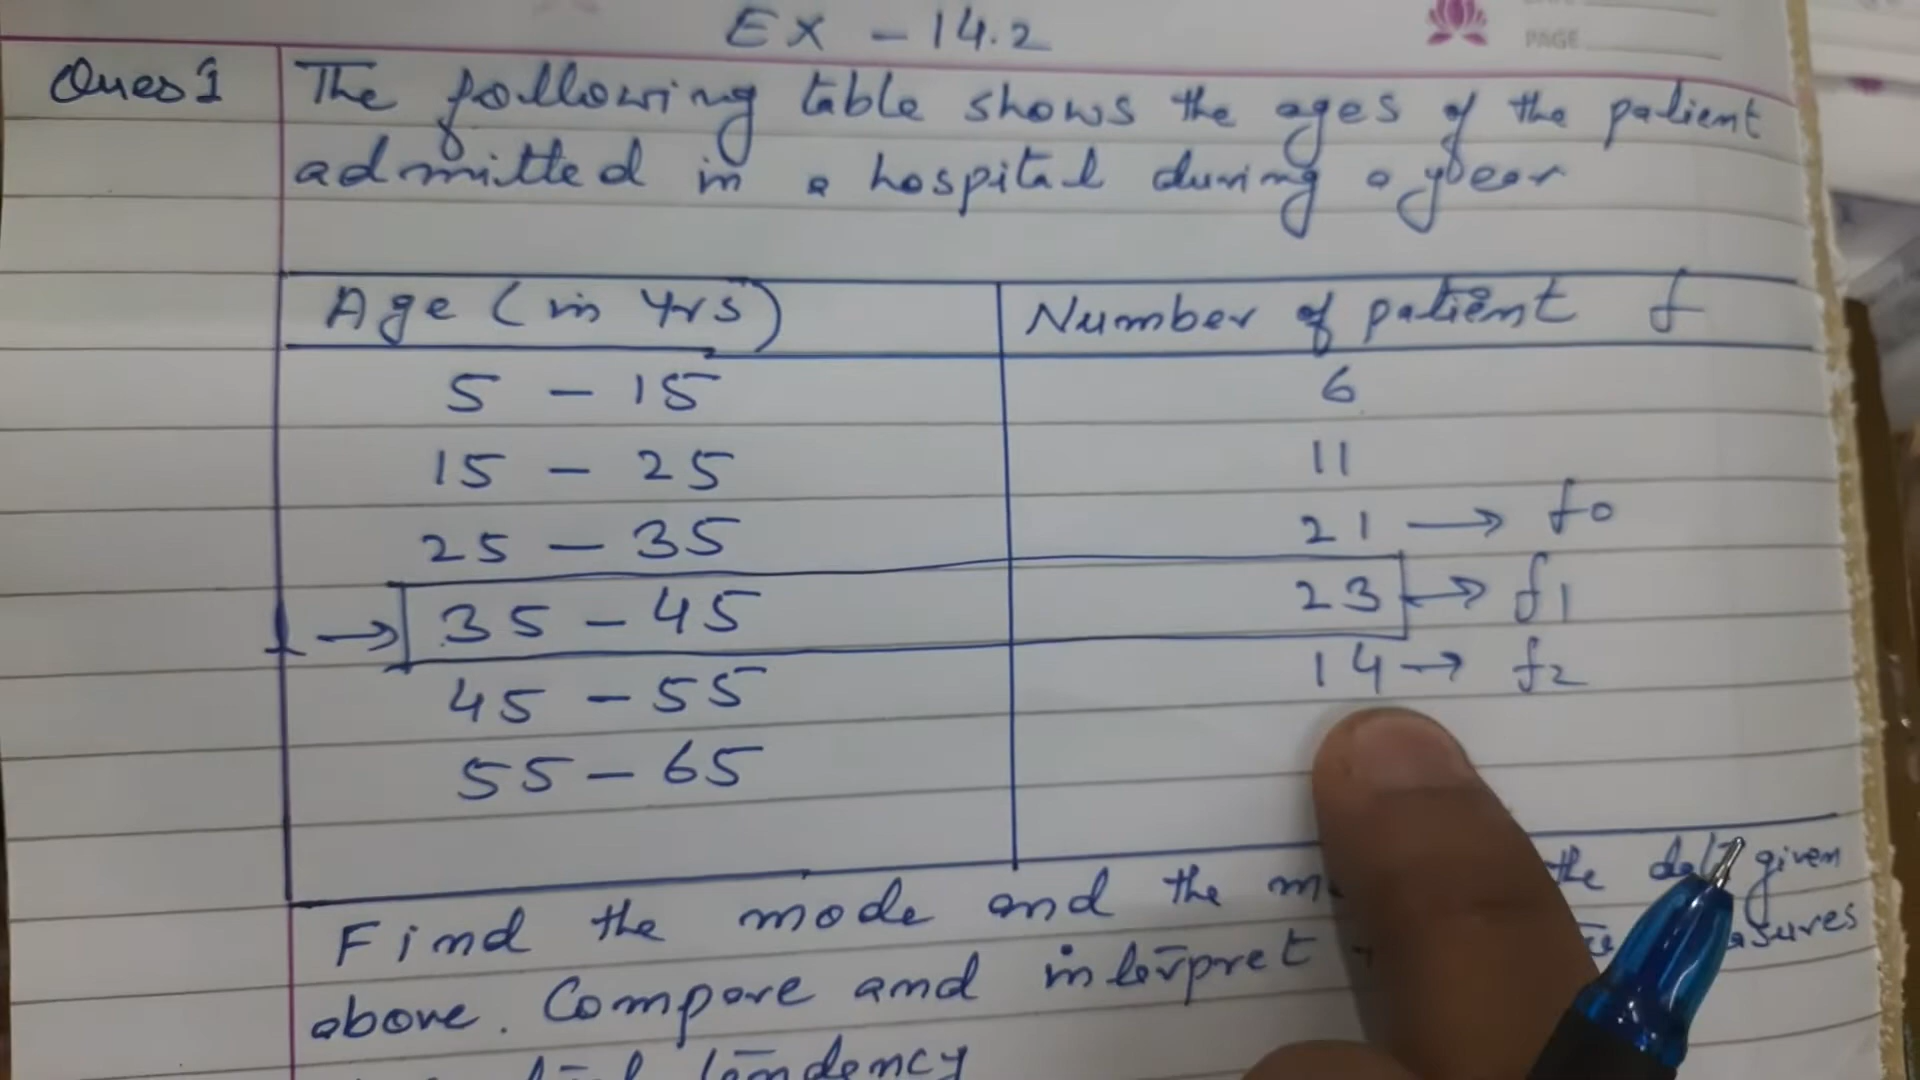 EX - 14.2
PAGE
Ques 1 The following table shows the ages of the patient
admitted in a hospital during a year
Age (in Yrs) Number of patient f
5 - 15 6
15 - 25 11
25 - 35 21 → f0
l → 35 - 45 23 → f1
45 - 55 14 → f2
55 - 65
Find the mode and the the data given
above. Compare and interpret
tendency